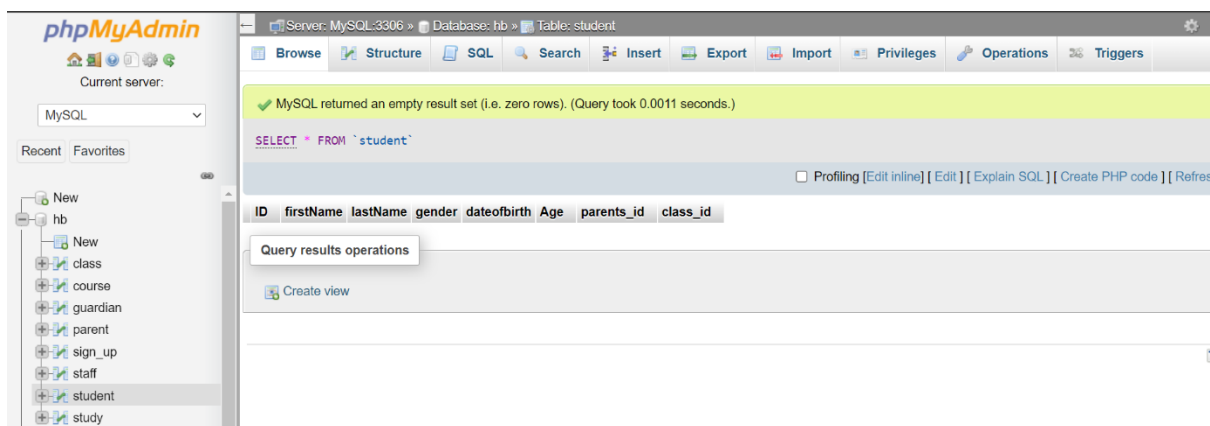 phpMyAdmin
Current server:
MySQL
Recent Favorites
New
hb
New
class
course
guardian
parent
sign_up
staff
student
study
Server: MySQL:3306 » Database: hb » Table: student
Browse Structure SQL Search Insert Export Import Privileges Operations Triggers
MySQL returned an empty result set (i.e. zero rows). (Query took 0.0011 seconds.)
SELECT * FROM `student`
Profiling [Edit inline] [ Edit ] [ Explain SQL ] [ Create PHP code ] [ Refres
ID firstName lastName gender dateofbirth Age parents_id class_id
Query results operations
Create view